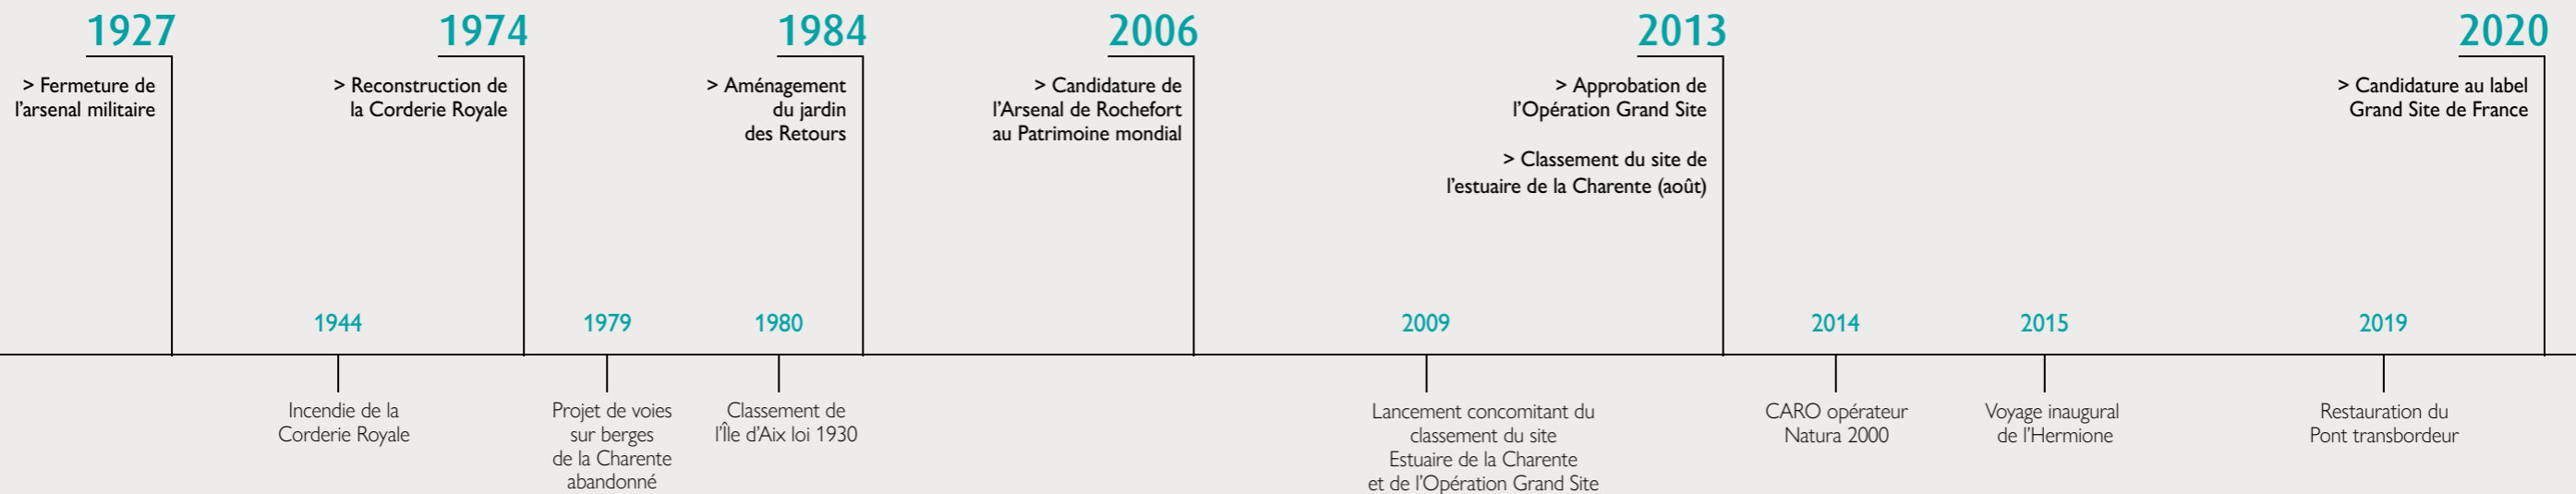 1927
> Fermeture de
l'arsenal militaire
1944
Incendie de la
Corderie Royale
1974
> Reconstruction de
la Corderie Royale
1979
Projet de voies
sur berges
de la Charente
abandonné
1980
Classement de
l'Île d'Aix loi 1930
1984
> Aménagement
du jardin
des Retours
2006
> Candidature de
l'Arsenal de Rochefort
au Patrimoine mondial
2009
Lancement concomitant du
classement du site
Estuaire de la Charente
et de l'Opération Grand Site
2013
> Approbation de
l'Opération Grand Site
> Classement du site de
l'estuaire de la Charente (août)
2014
CARO opérateur
Natura 2000
2015
Voyage inaugural
de l'Hermione
2019
Restauration du
Pont transbordeur
2020
> Candidature au label
Grand Site de France